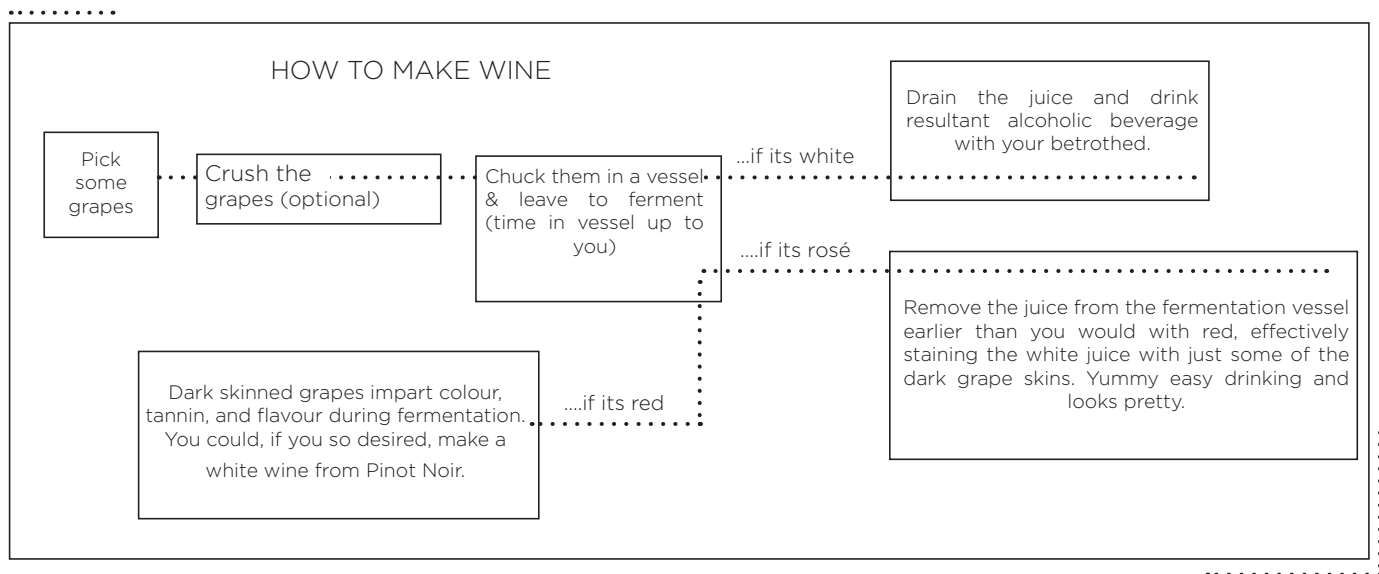 HOW TO MAKE WINE
Pick
some
grapes
Crush the
grapes (optional)
Chuck them in a vessel
& leave to ferment
(time in vessel up to
you)
...if its white
Drain the juice and drink
resultant alcoholic beverage
with your betrothed.
....if its rosé
Remove the juice from the fermentation vessel
earlier than you would with red, effectively
staining the white juice with just some of the
dark grape skins. Yummy easy drinking and
looks pretty.
....if its red
Dark skinned grapes impart colour,
tannin, and flavour during fermentation.
You could, if you so desired, make a
white wine from Pinot Noir.